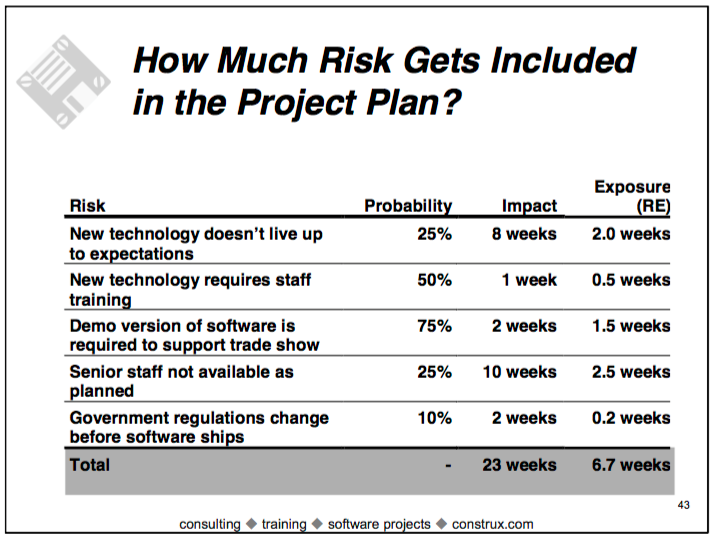 How Much Risk Gets Included
in the Project Plan?
Exposure
Risk Probability Impact (RE)
New technology doesn't live up 25% 8 weeks 2.0 weeks
to expectations
New technology requires staff 50% 1 week 0.5 weeks
training
Demo version of software is 75% 2 weeks 1.5 weeks
required to support trade show
Senior staff not available as 25% 10 weeks 2.5 weeks
planned
Government regulations change 10% 2 weeks 0.2 weeks
before software ships
Total - 23 weeks 6.7 weeks
43
consulting ◆ training ◆ software projects ◆ construx.com